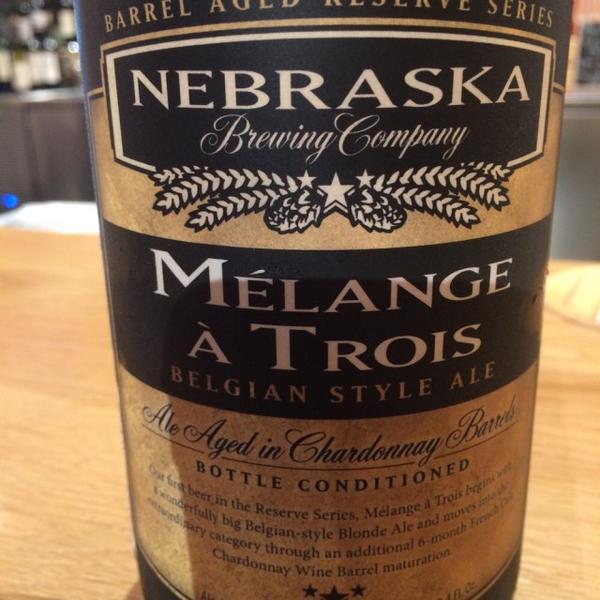 BARREL AGED RESERVE SERIES
NEBRASKA
Brewing Company
MÉLANGE
À TROIS
BELGIAN STYLE ALE
Ale Aged in Chardonnay Barrels
BOTTLE CONDITIONED
Our first beer in the Reserve Series, Mélange à Trois begins with
a wonderfully big Belgian-style Blonde Ale and moves into the
extraordinary category through an additional 6-month French Oak
Chardonnay Wine Barrel maturation.
Fl. Oz.